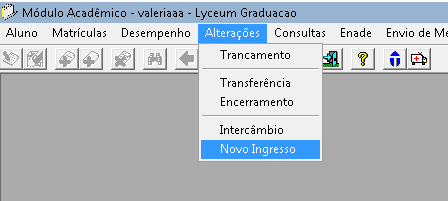 Módulo Acadêmico - valeriaaa - Lyceum Graduacao
Aluno Matrículas Desempenho Alterações Consultas Enade Envio de Me
Trancamento
Transferência
Encerramento
Intercâmbio
Novo Ingresso